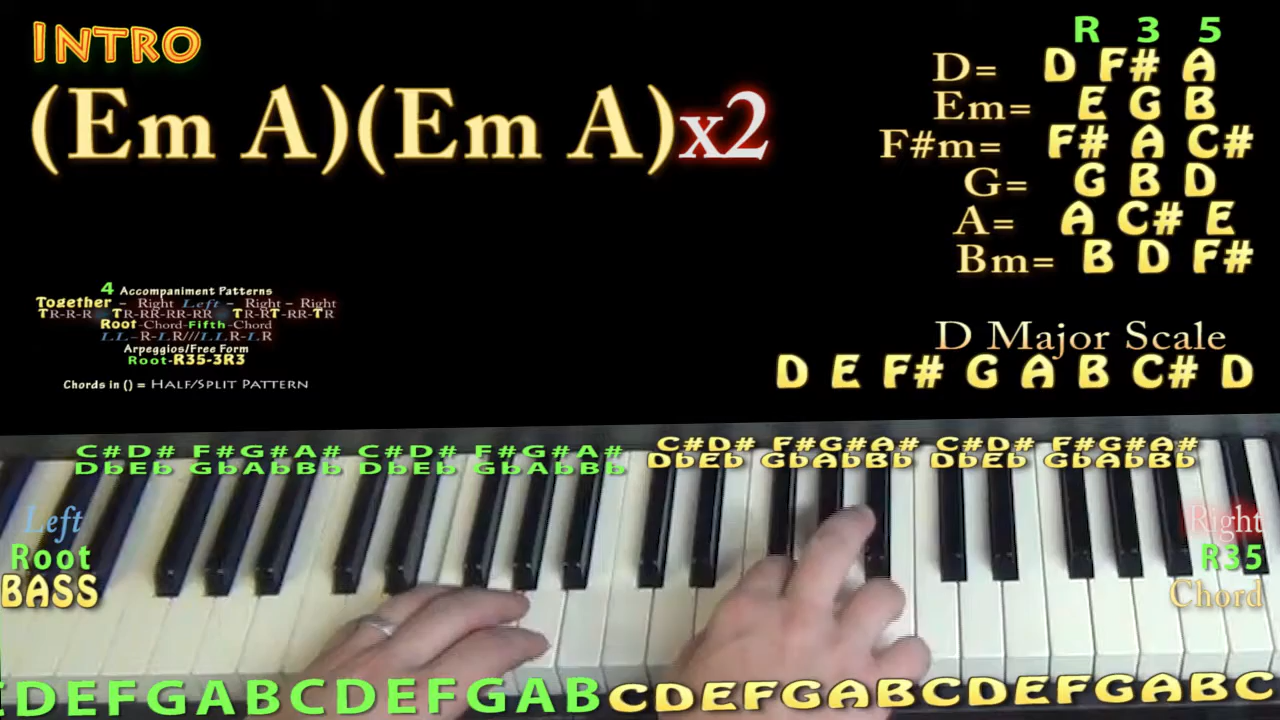 INTRO
(Em A)(Em A)x2
R 3 5
D= D F# A
Em= E G B
F#m= F# A C#
G= G B D
A= A C# E
Bm= B D F#
4 Accompaniment Patterns
Together - Right Left - Right - Right
TR-R-R TR-RR-RR-RR TR-RT-RR-TR
Root-Chord-Fifth-Chord
LL-R-LR///LLR-LR
Arpeggios/Free Form
Root-R35-3R3
Chords in () = HALF/SPLIT PATTERN
D Major Scale
D E F# G A B C# D
C#D# F#G#A# C#D# F#G#A# C#D# F#G#A# C#D# F#G#A#
DbEb GbAbBb DbEb GbAbBb DbEb GbAbBb DbEb GbAbBb
Left
Root
BASS
Right
R35
Chord
CDEFGABCDEFGABCDEFGABCDEFGABC